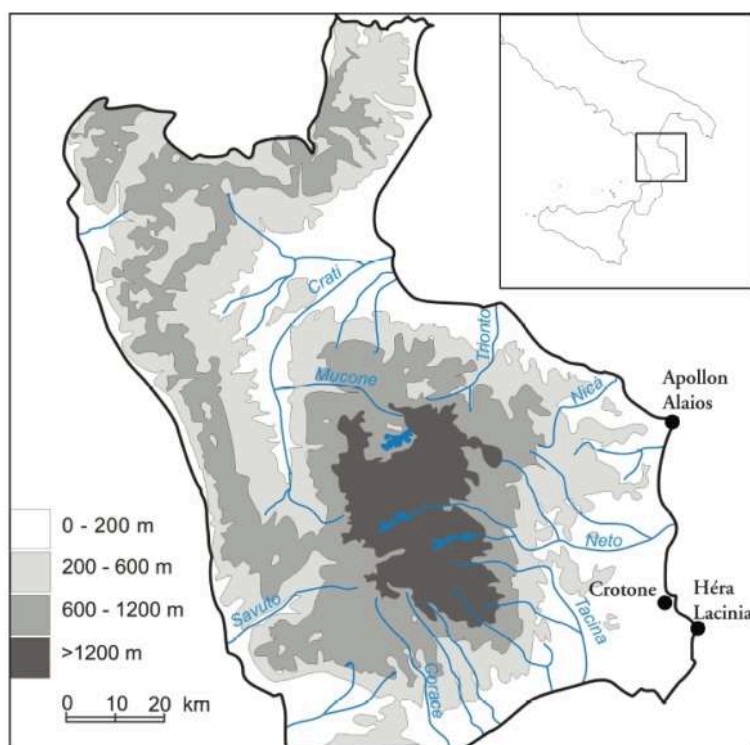 Crati
Trionto
Mucone
Nicà
Apollon
Alaios
0 - 200 m
200 - 600 m
600 - 1200 m
>1200 m
Neto
Crotone
Héra
Lacinia
Savuto
Tacina
Corace
0 10 20 km